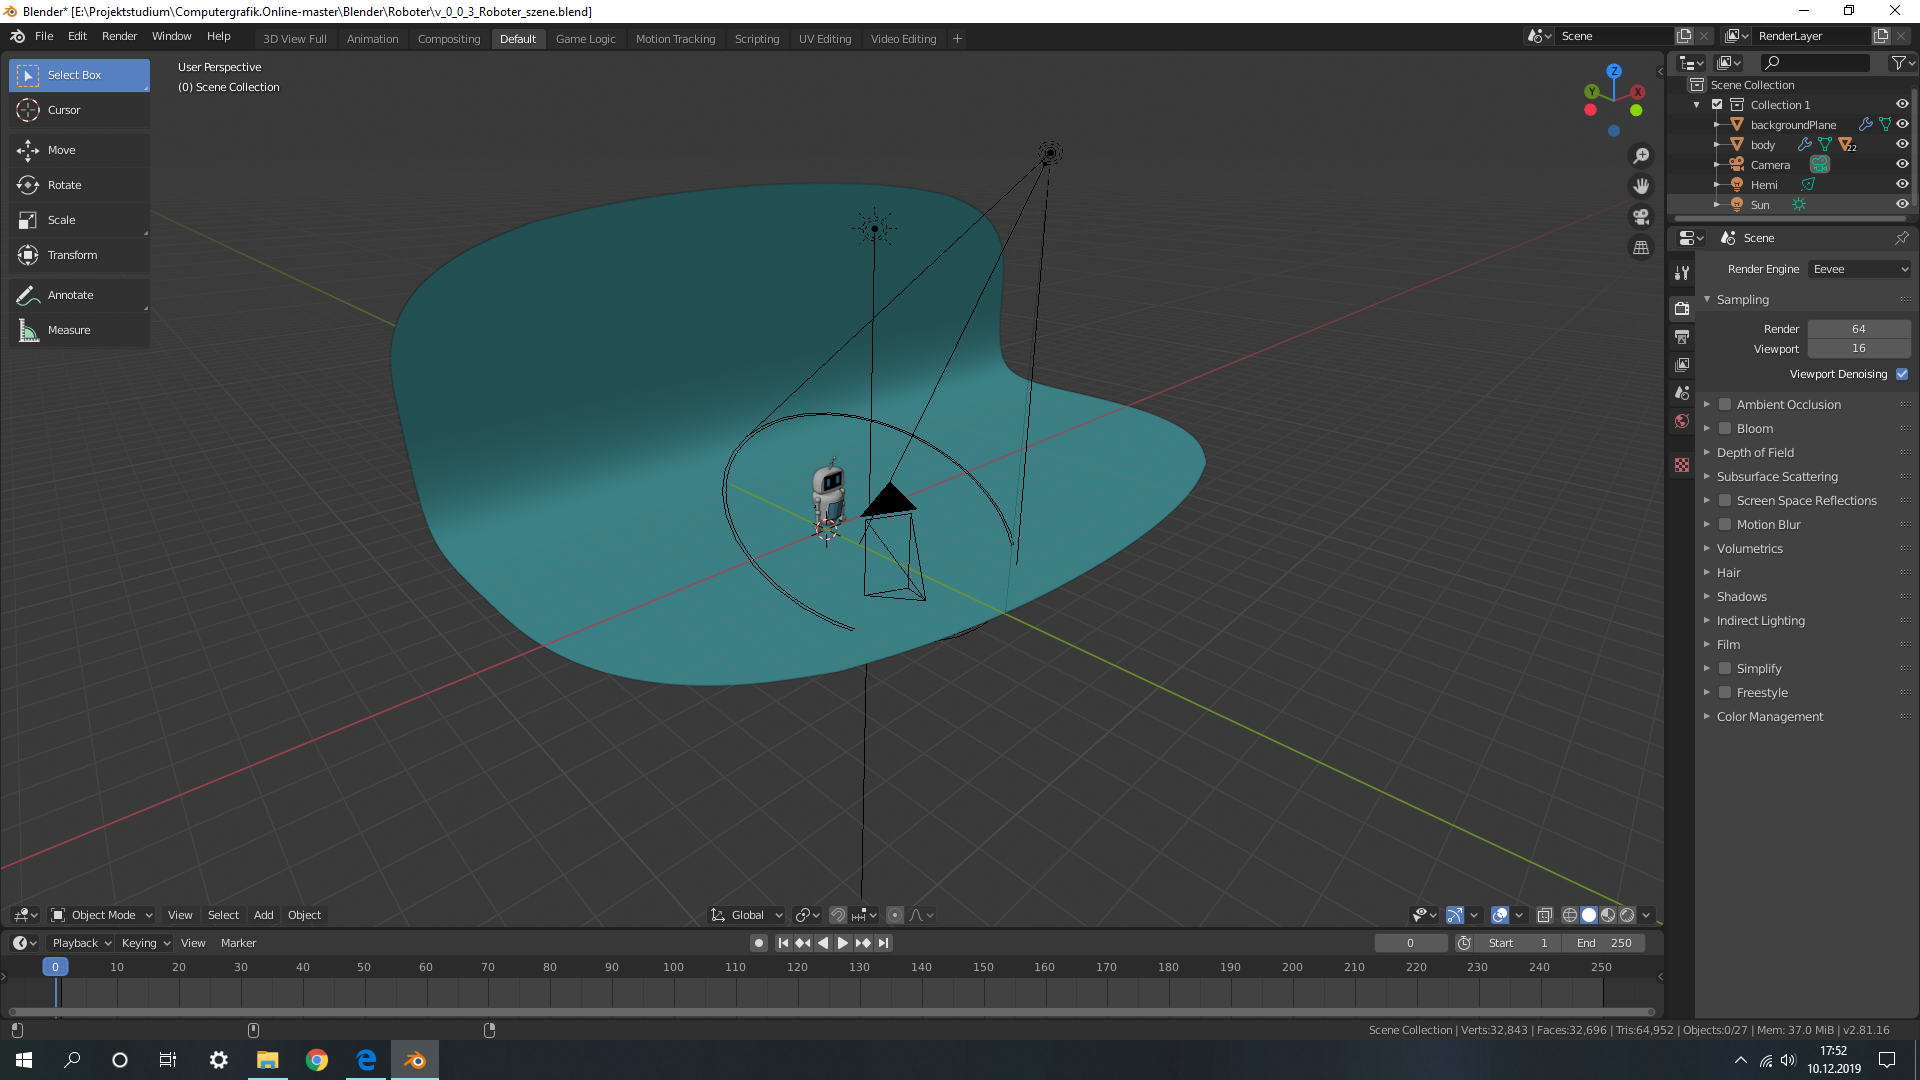 Blender* [E:\Projektstudium\Computergrafik.Online-master\Blender\Roboter\v_0_0_3_Roboter_szene.blend]
File Edit Render Window Help 3D View Full Animation Compositing Default Game Logic Motion Tracking Scripting UV Editing Video Editing + Scene RenderLayer
Select Box
Cursor
Move
Rotate
Scale
Transform
Annotate
Measure
User Perspective
(0) Scene Collection
Z
Y X
Scene Collection
Collection 1
backgroundPlane
body 22
Camera
Hemi
Sun
Scene
Render Engine Eevee
Sampling
Render 64
Viewport 16
Viewport Denoising
Ambient Occlusion
Bloom
Depth of Field
Subsurface Scattering
Screen Space Reflections
Motion Blur
Volumetrics
Hair
Shadows
Indirect Lighting
Film
Simplify
Freestyle
Color Management
Object Mode View Select Add Object Global
Playback Keying View Marker 0 Start 1 End 250
0 10 20 30 40 50 60 70 80 90 100 110 120 130 140 150 160 170 180 190 200 210 220 230 240 250
Scene Collection | Verts:32,843 | Faces:32,696 | Tris:64,952 | Objects:0/27 | Mem: 37.0 MiB | v2.81.16
17:52
10.12.2019